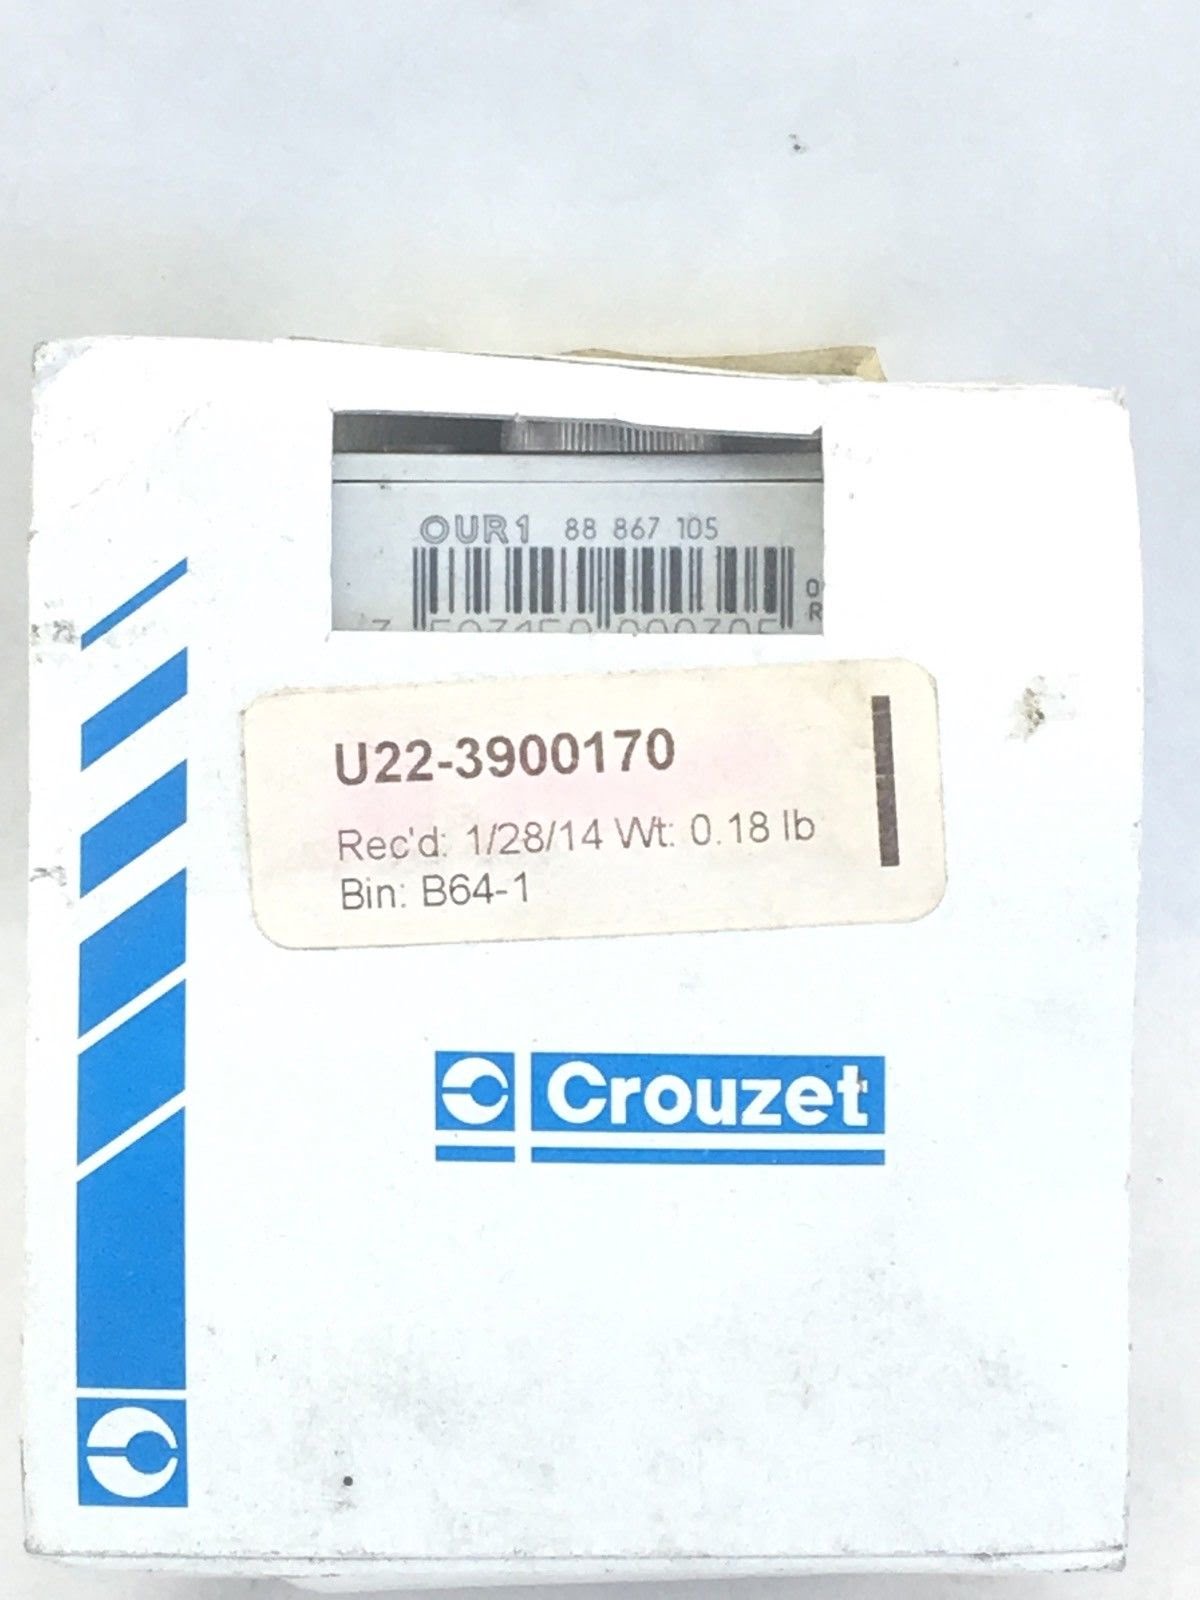 OUR1 88 867 105
U22-3900170
Rec'd: 1/28/14 Wt: 0.18 lb
Bin: B64-1
Crouzet